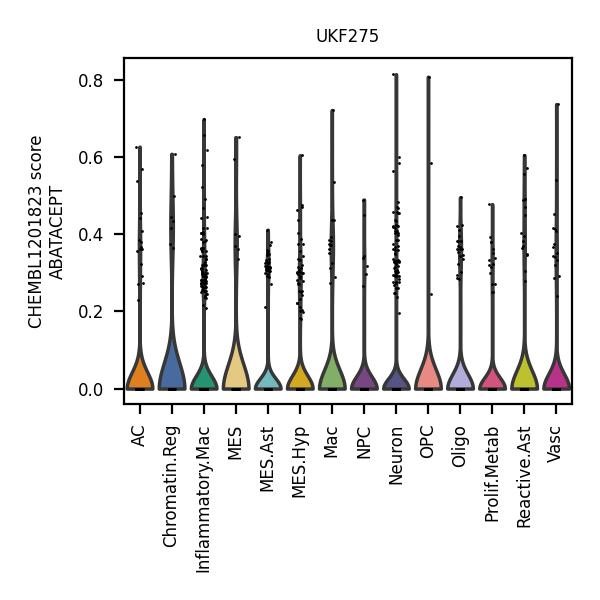 UKF275
CHEMBL1201823 score
ABATACEPT
0.8
0.6
0.4
0.2
0.0
AC
Chromatin.Reg
Inflammatory.Mac
MES
MES.Ast
MES.Hyp
Mac
NPC
Neuron
OPC
Oligo
Prolif.Metab
Reactive.Ast
Vasc